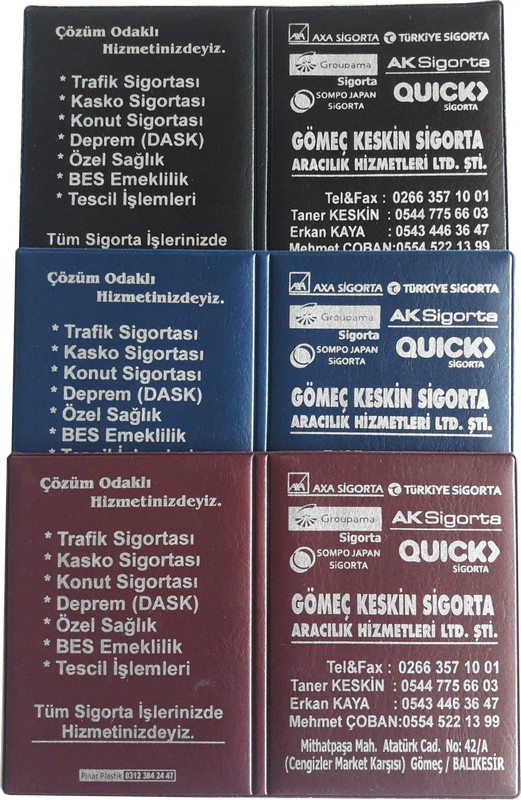 Çözüm Odaklı
Hizmetinizdeyiz.
* Trafik Sigortası
* Kasko Sigortası
* Konut Sigortası
* Deprem (DASK)
* Özel Sağlık
* BES Emeklilik
* Tescil İşlemleri
Tüm Sigorta İşlerinizde
AXA SİGORTA TÜRKİYE SİGORTA
Groupama Sigorta AKSigorta
SOMPO JAPAN SİGORTA QUICK SİGORTA
GÖMEÇ KESKİN SİGORTA
ARACILIK HİZMETLERİ LTD. ŞTİ.
Tel&Fax : 0266 357 10 01
Taner KESKİN : 0544 775 66 03
Erkan KAYA : 0543 446 36 47
Mehmet ÇOBAN:0554 522 13 99
Çözüm Odaklı
Hizmetinizdeyiz.
* Trafik Sigortası
* Kasko Sigortası
* Konut Sigortası
* Deprem (DASK)
* Özel Sağlık
* BES Emeklilik
* Tescil İşlemleri
AXA SİGORTA TÜRKİYE SİGORTA
Groupama Sigorta AKSigorta
SOMPO JAPAN SİGORTA QUICK SİGORTA
GÖMEÇ KESKİN SİGORTA
ARACILIK HİZMETLERİ LTD. ŞTİ.
Çözüm Odaklı
Hizmetinizdeyiz.
* Trafik Sigortası
* Kasko Sigortası
* Konut Sigortası
* Deprem (DASK)
* Özel Sağlık
* BES Emeklilik
* Tescil İşlemleri
Tüm Sigorta İşlerinizde
Hizmetinizdeyiz.
Pınar Plastik 0312 384 24 47
AXA SİGORTA TÜRKİYE SİGORTA
Groupama Sigorta AKSigorta
SOMPO JAPAN SİGORTA QUICK SİGORTA
GÖMEÇ KESKİN SİGORTA
ARACILIK HİZMETLERİ LTD. ŞTİ.
Tel&Fax : 0266 357 10 01
Taner KESKİN : 0544 775 66 03
Erkan KAYA : 0543 446 36 47
Mehmet ÇOBAN:0554 522 13 99
Mithatpaşa Mah. Atatürk Cad. No: 42/A
(Cengizler Market Karşısı) Gömeç / BALIKESİR